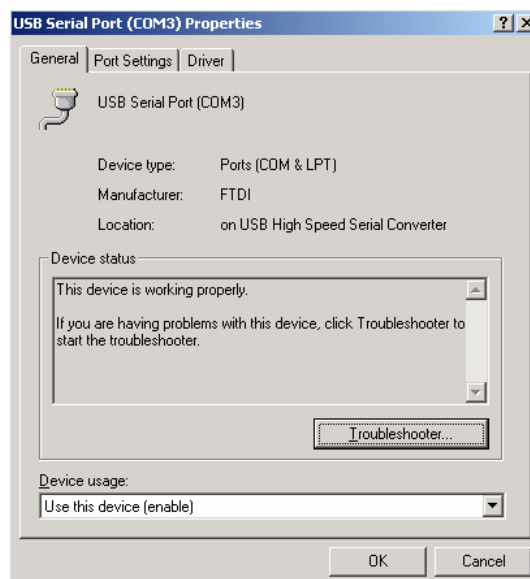 USB Serial Port (COM3) Properties
General Port Settings Driver
USB Serial Port (COM3)
Device type: Ports (COM & LPT)
Manufacturer: FTDI
Location: on USB High Speed Serial Converter
Device status
This device is working properly.
If you are having problems with this device, click Troubleshooter to
start the troubleshooter.
Troubleshooter...
Device usage:
Use this device (enable)
OK Cancel